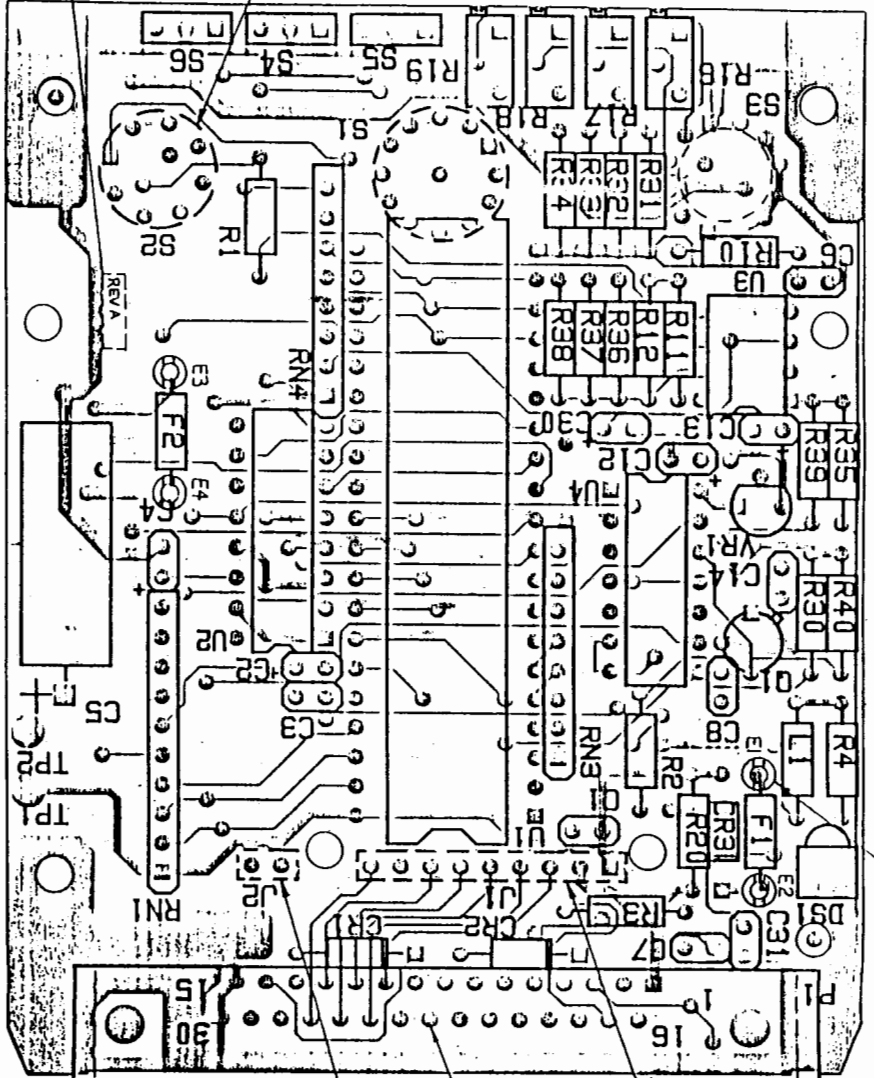 S6 S4 S5
R19 R18 R17 R16
S1
S3
S2
R1
R34 R33 R32 R31
R10
C6
U3
REV A
E3
F2
E4
RN4
R38 R37 R36 R12 R11
C30
C13
C12
R39 R35
U4
VR1
C4
+
+
C14
R30 R40
U2
C2
+
C3
Q1
C8
C5
+
RN3
R2
E1
L1
R4
TP2
TP1
U1
R20
CR31
F1
RN1
J2
J1
R3
E2
DS1
CR1
CR2
C7
C31
15
30
1
16
P1